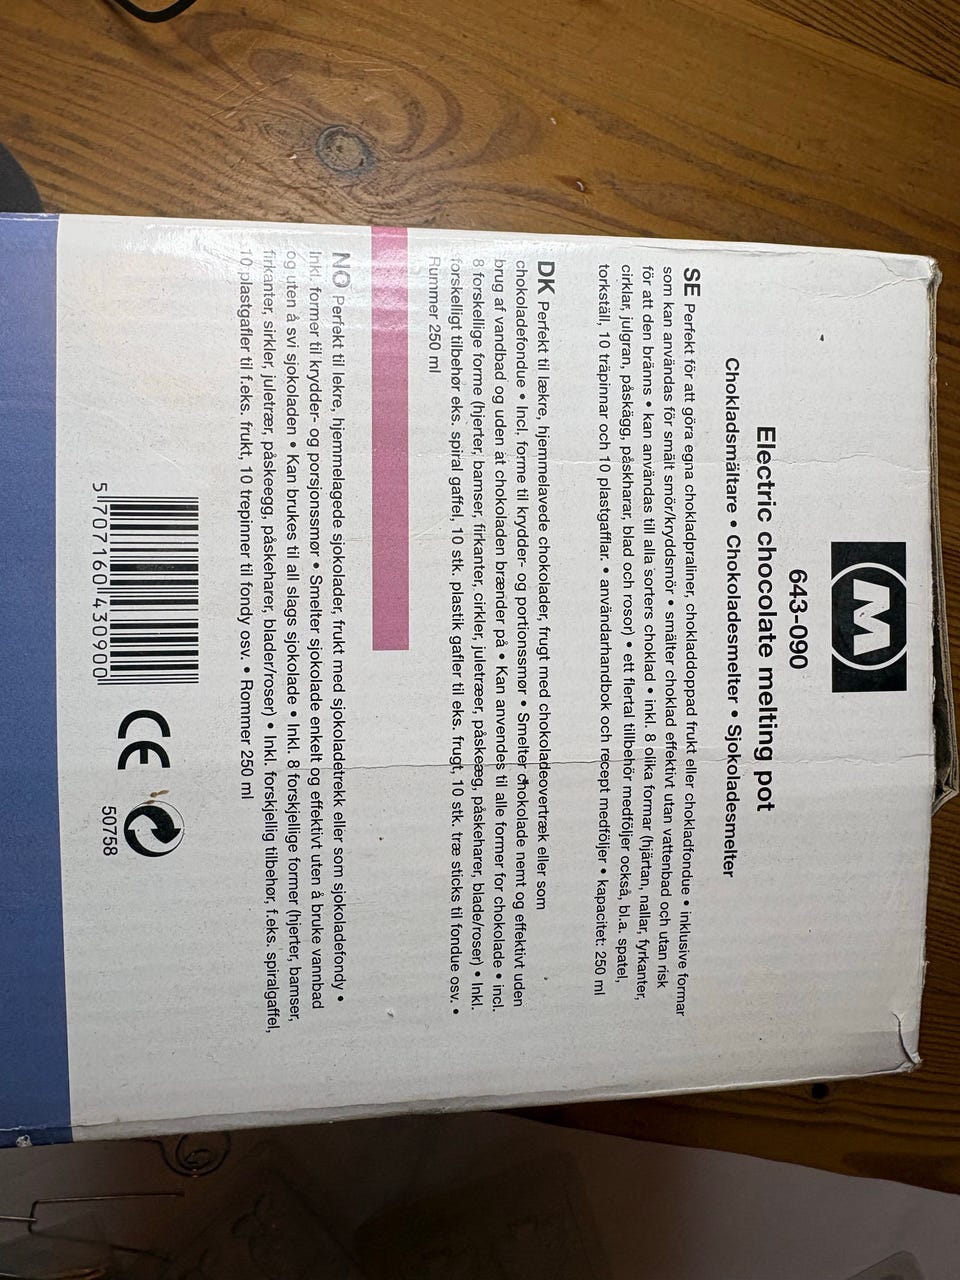 M
643-090
Electric chocolate melting pot
Chokladsmältare • Chokoladesmelter • Sjokoladesmelter
SE Perfekt för att göra egna chokladpraliner, chokladdoppad frukt eller chokladfondue • inklusive formar
som kan användas för smält smör/kryddsmör • smälter choklad effektivt utan vattenbad och utan risk
för att den bränns • kan användas till alla sorters choklad • inkl. 8 olika formar (hjärtan, nallar, fyrkanter,
cirklar, julgran, påskägg, påskharar, blad och rosor) • ett flertal tillbehör medföljer också, bl.a. spatel,
torkställ, 10 träpinnar och 10 plastgafflar. • användarhandbok och recept medföljer • kapacitet: 250 ml
DK Perfekt til lækre, hjemmelavede chokolader, frugt med chokoladeovertræk eller som
chokoladefondue • Incl, forme til krydder- og portionssmør • Smelter chokolade nemt og effektivt uden
brug af vandbad og uden at chokoladen brænder på • Kan anvendes til alle former for chokolade • incl.
8 forskellige forme (hjerter, bamser, firkanter, cirkler, juletræer, påskeæg, påskeharer, blade/roser) • Inkl.
forskelligt tilbehør eks. spiral gaffel, 10 stk. plastik gafler til eks. frugt, 10 stk. træ sticks til fondue osv. •
Rummer 250 ml
NO Perfekt til lekre, hjemmelagede sjokolader, frukt med sjokoladetrekk eller som sjokoladefondy •
Inkl. former til krydder- og porsjonssmør • Smelter sjokolade enkelt og effektivt uten å bruke vannbad
og uten å svi sjokoladen • Kan brukes til all slags sjokolade • Inkl. 8 forskjellige former (hjerter, bamser,
firkanter, sirkler, juletrær, påskeegg, påskeharer, blader/roser) • Inkl. forskjellig tilbehør, f.eks. spiralgaffel,
10 plastgafler til f.eks. frukt, 10 trepinner til fondy osv. • Rommer 250 ml
5 707160 430900
CE
50758